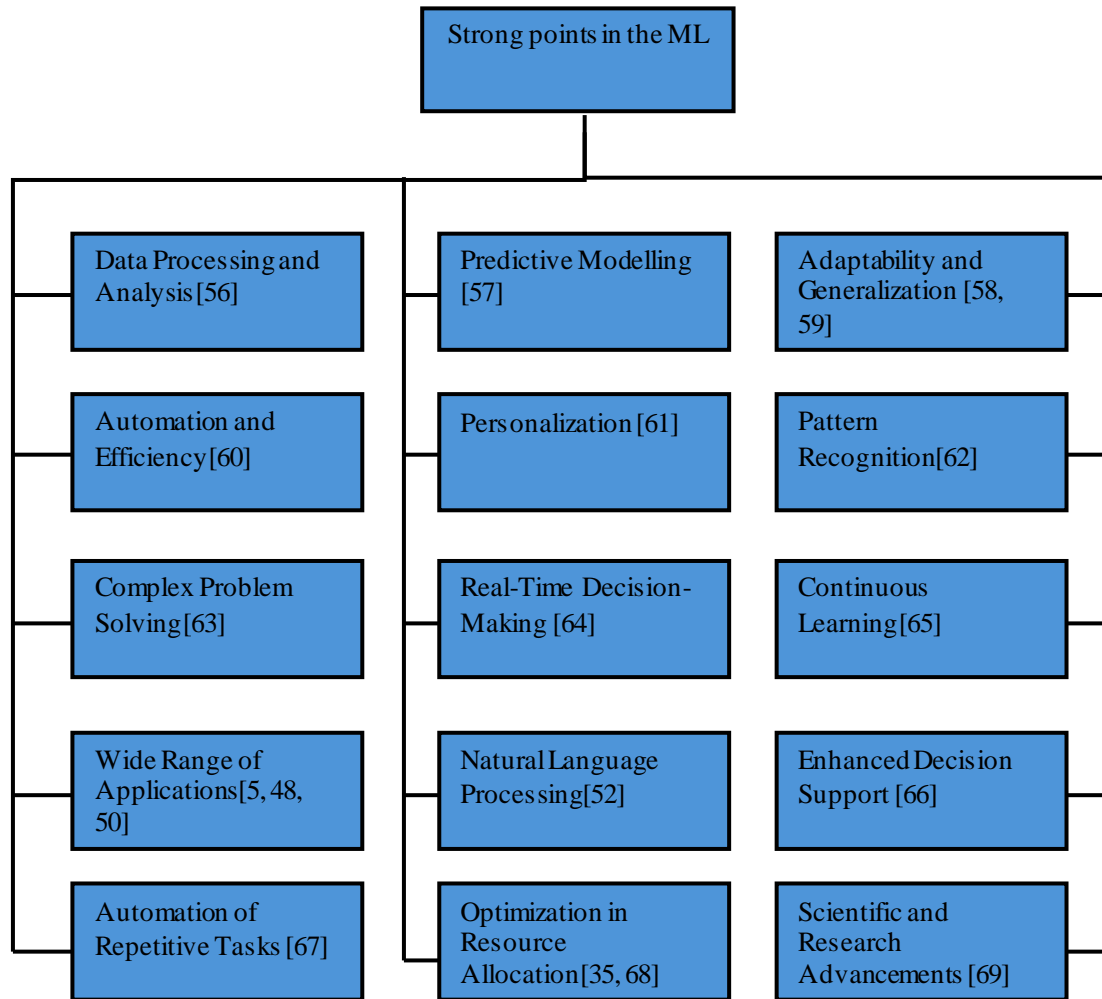 Strong points in the ML
Data Processing and
Analysis[56]
Predictive Modelling
[57]
Adaptability and
Generalization [58,
59]
Automation and
Efficiency[60]
Personalization [61]
Pattern
Recognition[62]
Complex Problem
Solving[63]
Real-Time Decision-
Making [64]
Continuous
Learning[65]
Wide Range of
Applications[5, 48,
50]
Natural Language
Processing[52]
Enhanced Decision
Support [66]
Automation of
Repetitive Tasks [67]
Optimization in
Resource
Allocation[35, 68]
Scientific and
Research
Advancements [69]